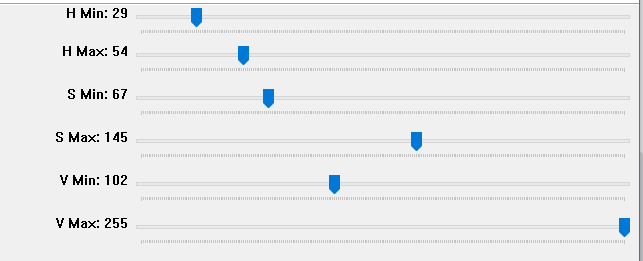 H Min: 29
H Max: 54
S Min: 67
S Max: 145
V Min: 102
V Max: 255